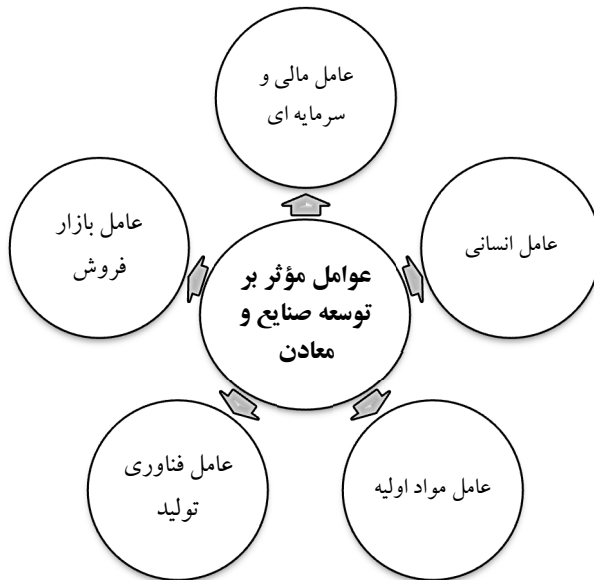 عامل مالی و
سرمایه ای
عامل انسانی
عامل مواد اولیه
عامل فناوری
تولید
عامل بازار
فروش
عوامل مؤثر بر
توسعه صنایع و
معادن